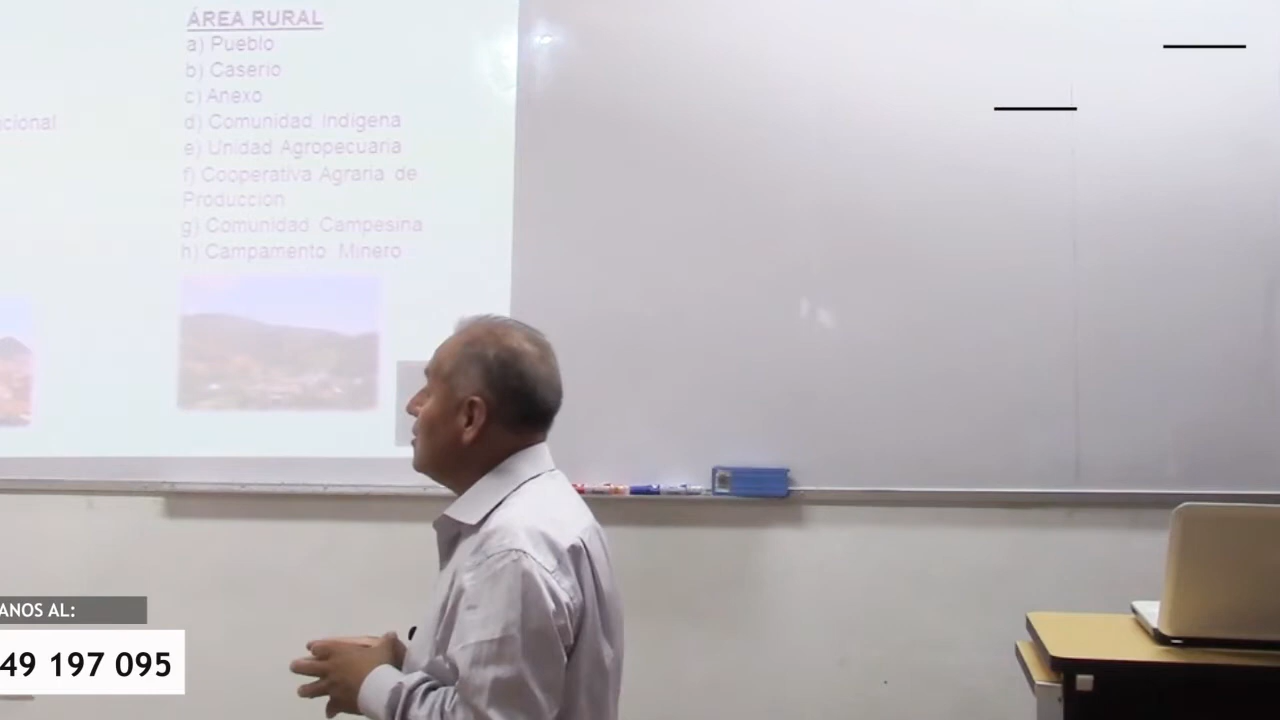 ÁREA RURAL
a) Pueblo
b) Caserío
c) Anexo
cional
d) Comunidad Indígena
e) Unidad Agropecuaria
f) Cooperativa Agraria de
Producción
g) Comunidad Campesina
h) Campamento Minero
ANOS AL:
49 197 095